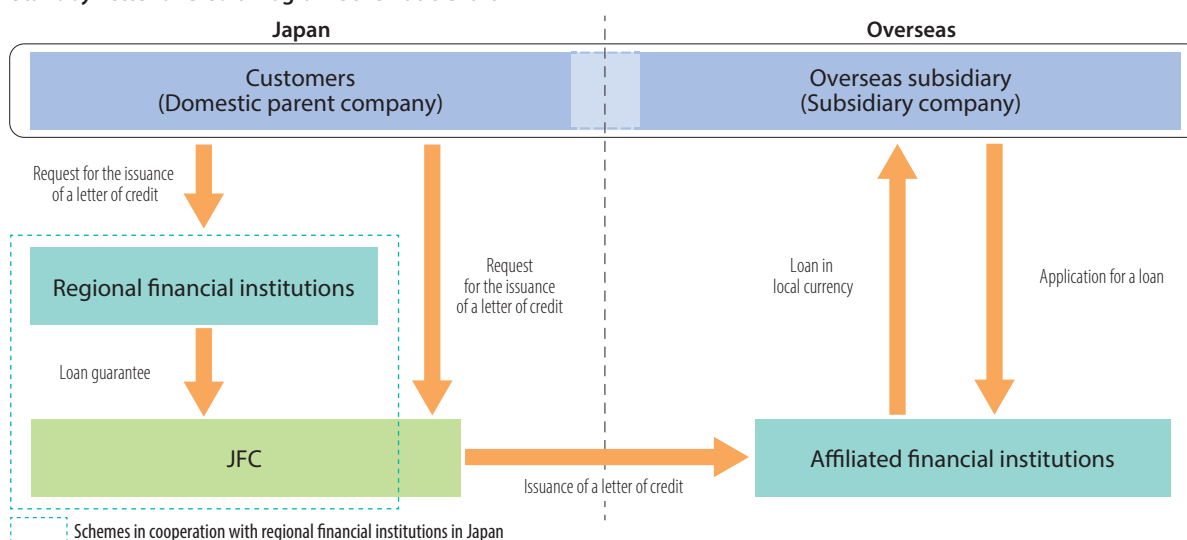 Japan
Overseas
Customers
(Domestic parent company)
Overseas subsidiary
(Subsidiary company)
Request for the issuance
of a letter of credit
Request
for the issuance
of a letter of credit
Loan in
local currency
Application for a loan
Regional financial institutions
Loan guarantee
JFC
Issuance of a letter of credit
Affiliated financial institutions
Schemes in cooperation with regional financial institutions in Japan